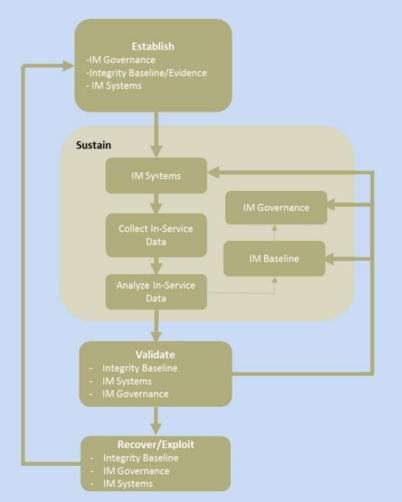 Establish
-IM Governance
-Integrity Baseline/Evidence
- IM Systems
Sustain
IM Systems
IM Governance
Collect In-Service
Data
IM Baseline
Analyze In-Service
Data
Validate
- Integrity Baseline
- IM Systems
- IM Governance
Recover/Exploit
- Integrity Baseline
- IM Governance
- IM Systems